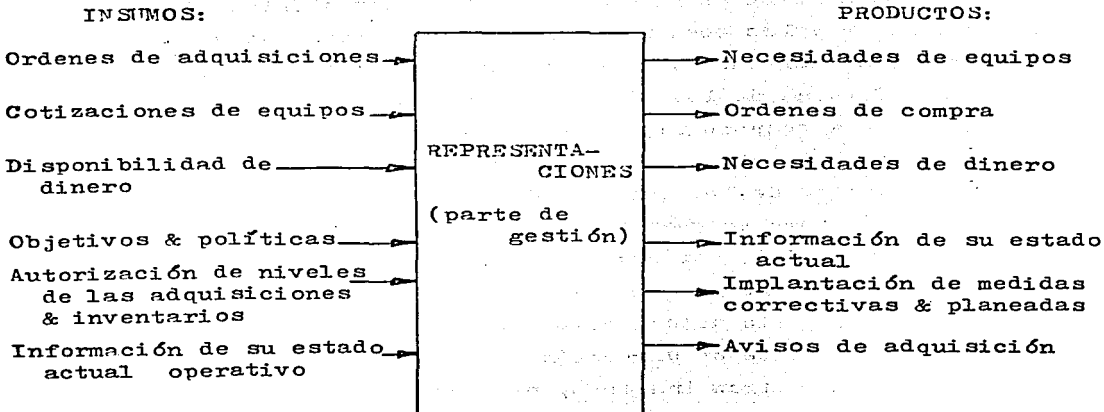 INSUMOS:
PRODUCTOS:
Ordenes de adquisiciones
Cotizaciones de equipos
Disponibilidad de
dinero
Objetivos & políticas
Autorización de niveles
de las adquisiciones
& inventarios
Información de su estado
actual operativo
REPRESENTA-
CIONES
(parte de
gestión)
Necesidades de equipos
Ordenes de compra
Necesidades de dinero
Información de su estado
actual
Implantación de medidas
correctivas & planeadas
Avisos de adquisición